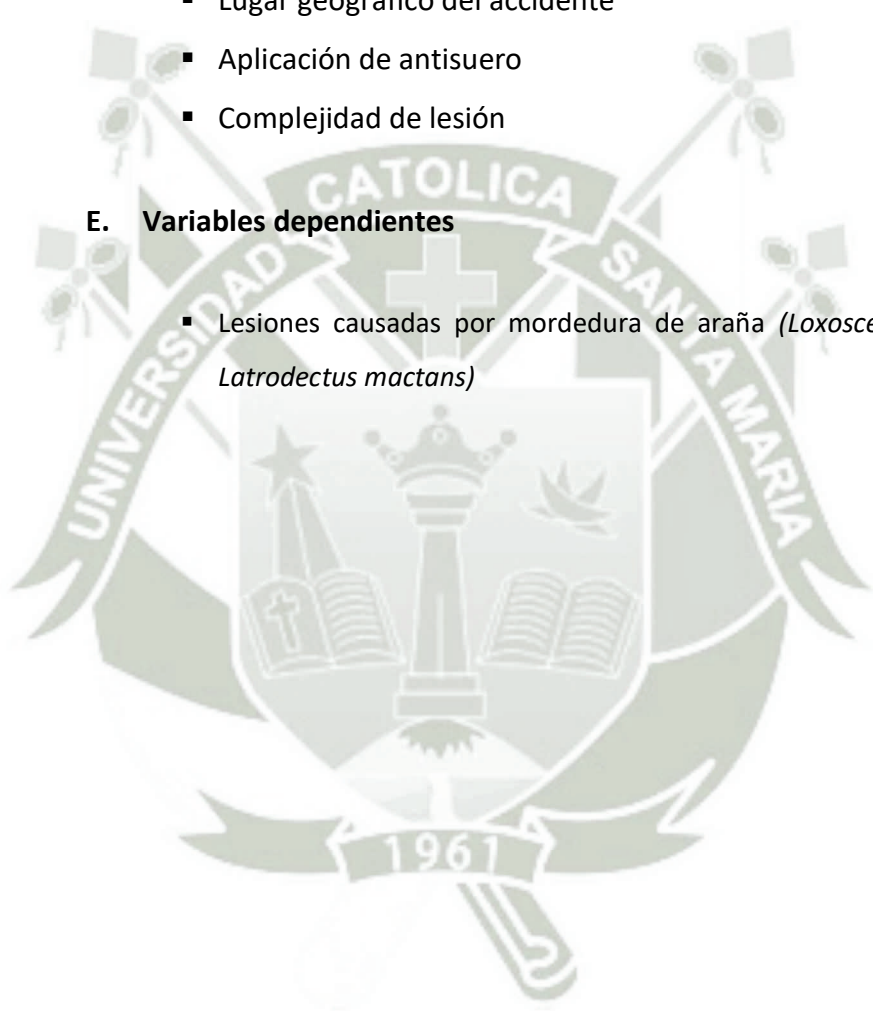 Lugar geográfico del accidente
▪ Aplicación de antisuero
▪ Complejidad de lesión
E. Variables dependientes
▪ Lesiones causadas por mordedura de araña (Loxosce
Latrodectus mactans)
UNIVERSIDAD CATOLICA SANTA MARIA
1961